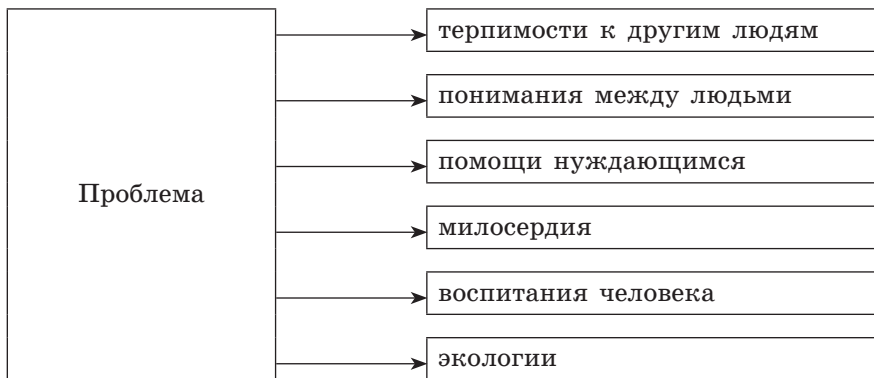 терпимости к другим людям
понимания между людьми
помощи нуждающимся
Проблема
милосердия
воспитания человека
экологии